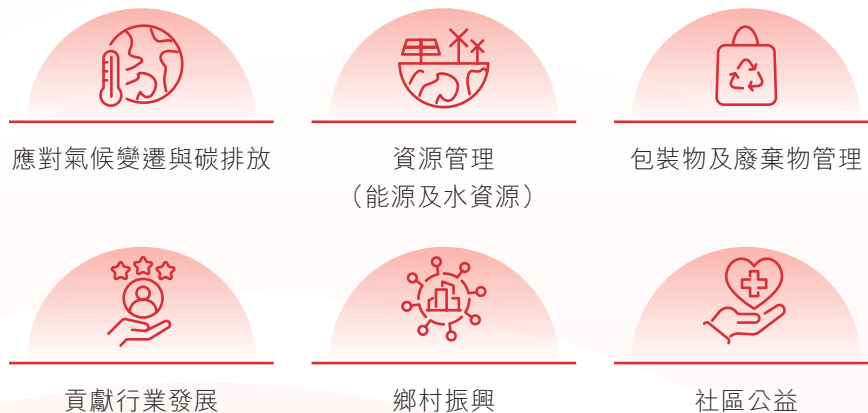 應對氣候變遷與碳排放
資源管理
（能源及水資源）
包裝物及廢棄物管理
貢獻行業發展
鄉村振興
社區公益